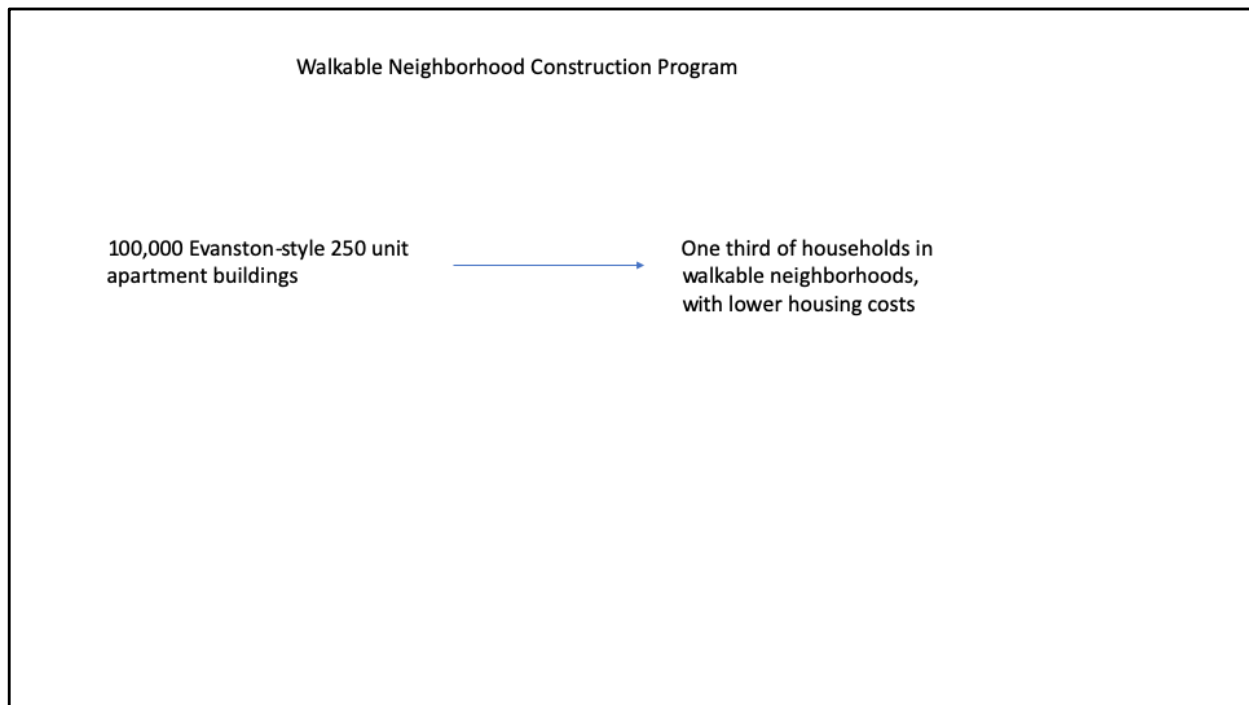 Walkable Neighborhood Construction Program
100,000 Evanston-style 250 unit
apartment buildings
One third of households in
walkable neighborhoods,
with lower housing costs